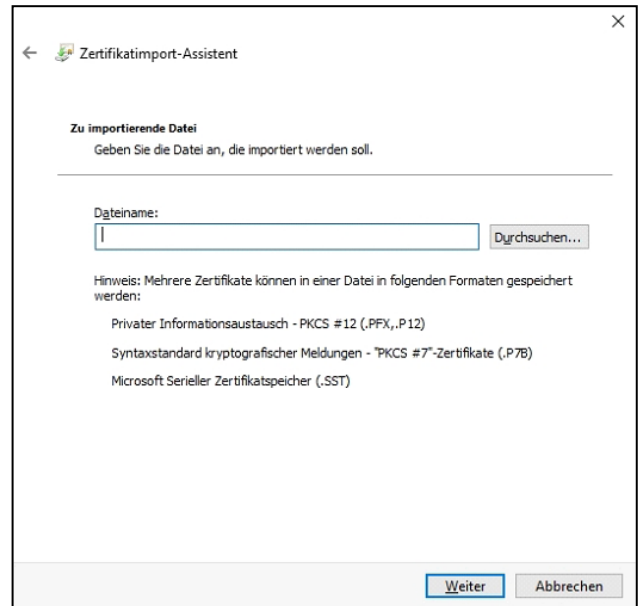 Zertifikatimport-Assistent
Zu importierende Datei
Geben Sie die Datei an, die importiert werden soll.
Dateiname:
Durchsuchen...
Hinweis: Mehrere Zertifikate können in einer Datei in folgenden Formaten gespeichert
werden:
Privater Informationsaustausch - PKCS #12 (.PFX,.P12)
Syntaxstandard kryptografischer Meldungen - "PKCS #7"-Zertifikate (.P7B)
Microsoft Serieller Zertifikatspeicher (.SST)
Weiter
Abbrechen